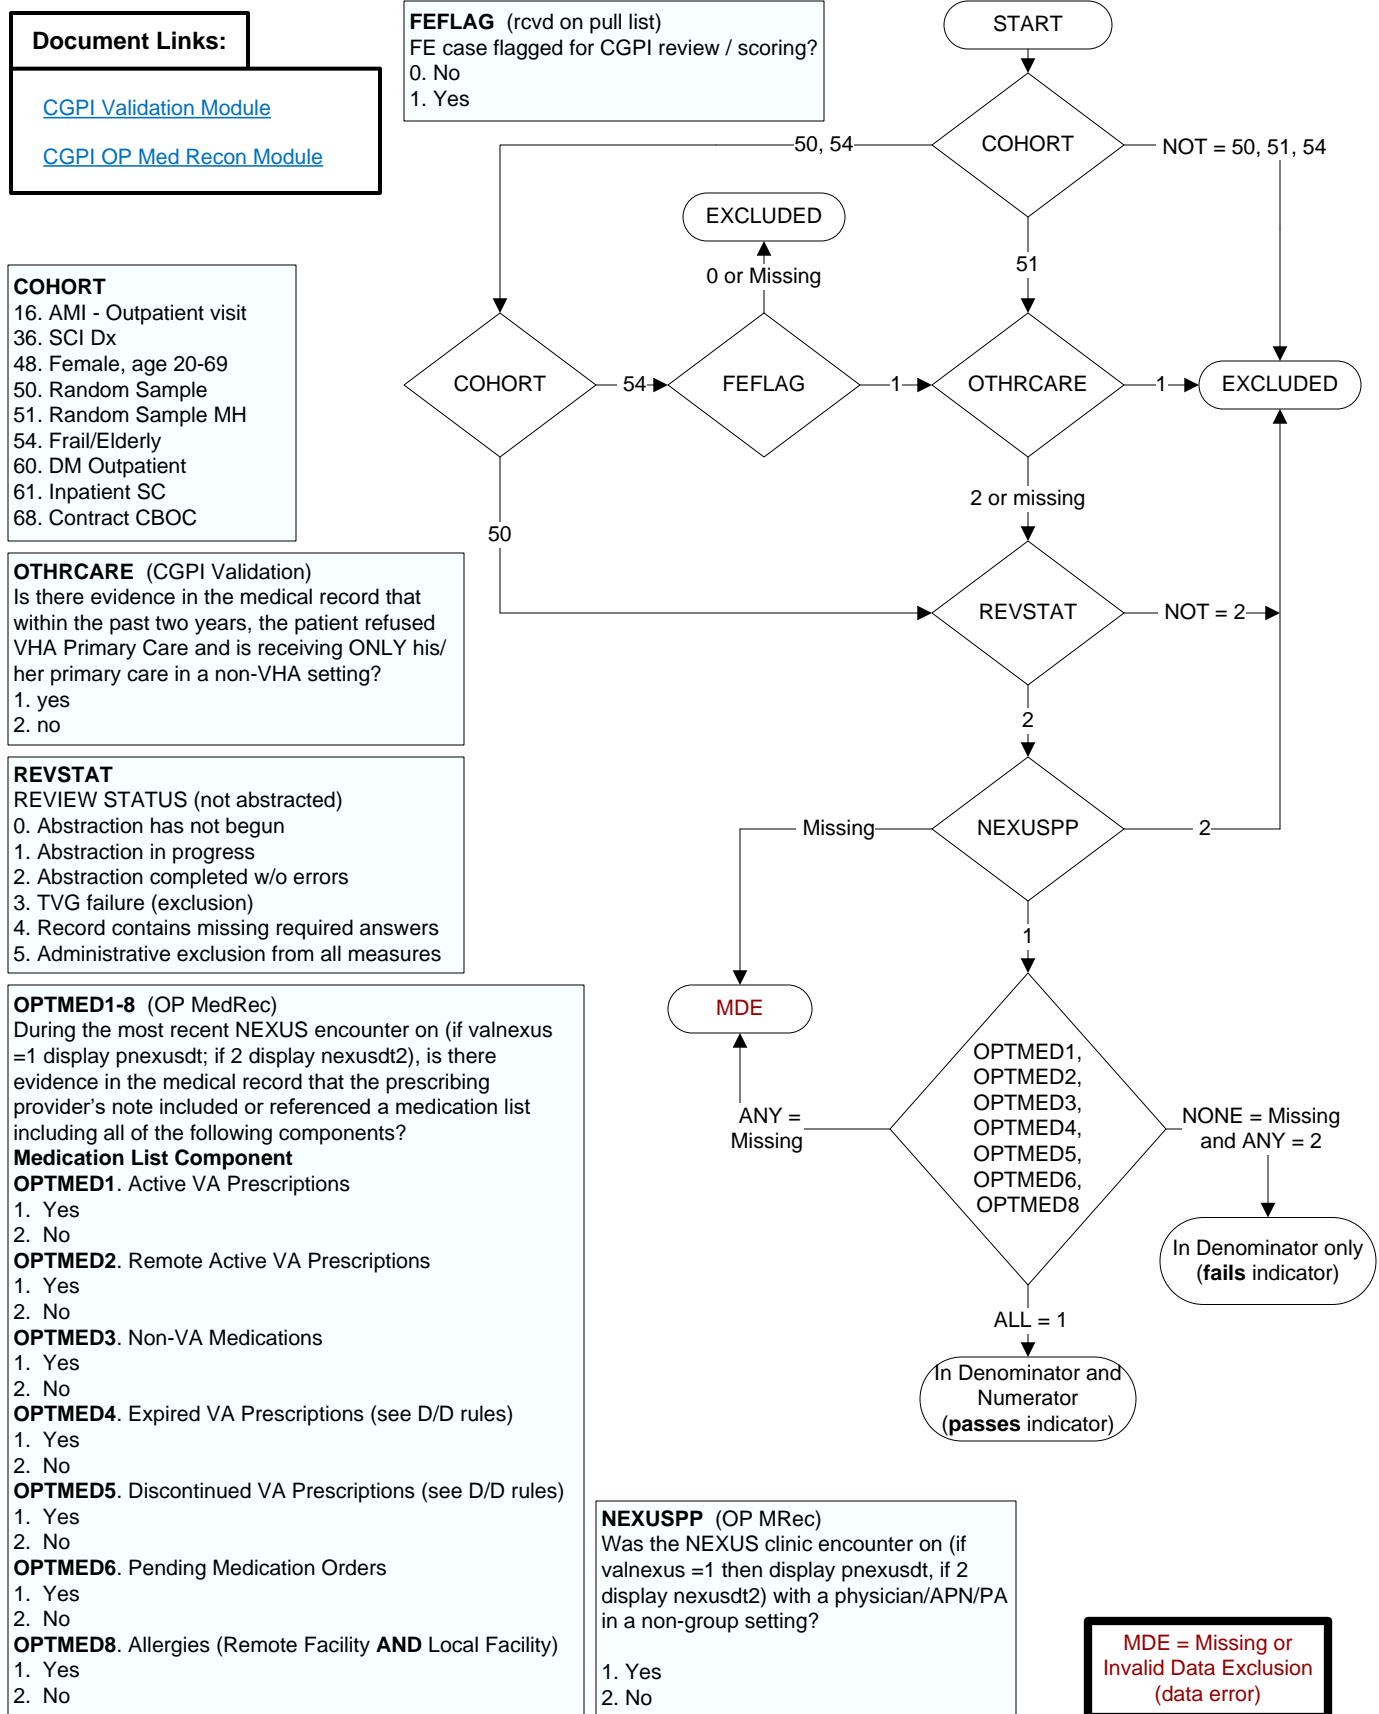 Document Links:
CGPI Validation Module
CGPI OP Med Recon Module
FEFLAG (rcvd on pull list)
FE case flagged for CGPI review / scoring?
0. No
1. Yes
START
COHORT
50, 54
NOT = 50, 51, 54
51
EXCLUDED
0 or Missing
COHORT
54
FEFLAG
1
OTHRCARE
1
EXCLUDED
2 or missing
50
REVSTAT
NOT = 2
2
NEXUSPP
Missing
2
1
MDE
OPTMED1,
OPTMED2,
OPTMED3,
OPTMED4,
OPTMED5,
OPTMED6,
OPTMED8
ANY =
Missing
NONE = Missing
and ANY = 2
In Denominator only
(fails indicator)
ALL = 1
In Denominator and
Numerator
(passes indicator)
COHORT
16. AMI - Outpatient visit
36. SCI Dx
48. Female, age 20-69
50. Random Sample
51. Random Sample MH
54. Frail/Elderly
60. DM Outpatient
61. Inpatient SC
68. Contract CBOC
OTHRCARE (CGPI Validation)
Is there evidence in the medical record that
within the past two years, the patient refused
VHA Primary Care and is receiving ONLY his/
her primary care in a non-VHA setting?
1. yes
2. no
REVSTAT
REVIEW STATUS (not abstracted)
0. Abstraction has not begun
1. Abstraction in progress
2. Abstraction completed w/o errors
3. TVG failure (exclusion)
4. Record contains missing required answers
5. Administrative exclusion from all measures
OPTMED1-8 (OP MedRec)
During the most recent NEXUS encounter on (if valnexus
=1 display pnexusdt; if 2 display nexusdt2), is there
evidence in the medical record that the prescribing
provider's note included or referenced a medication list
including all of the following components?
Medication List Component
OPTMED1. Active VA Prescriptions
1. Yes
2. No
OPTMED2. Remote Active VA Prescriptions
1. Yes
2. No
OPTMED3. Non-VA Medications
1. Yes
2. No
OPTMED4. Expired VA Prescriptions (see D/D rules)
1. Yes
2. No
OPTMED5. Discontinued VA Prescriptions (see D/D rules)
1. Yes
2. No
OPTMED6. Pending Medication Orders
1. Yes
2. No
OPTMED8. Allergies (Remote Facility AND Local Facility)
1. Yes
2. No
NEXUSPP (OP MRec)
Was the NEXUS clinic encounter on (if
valnexus =1 then display pnexusdt, if 2
display nexusdt2) with a physician/APN/PA
in a non-group setting?
1. Yes
2. No
MDE = Missing or
Invalid Data Exclusion
(data error)